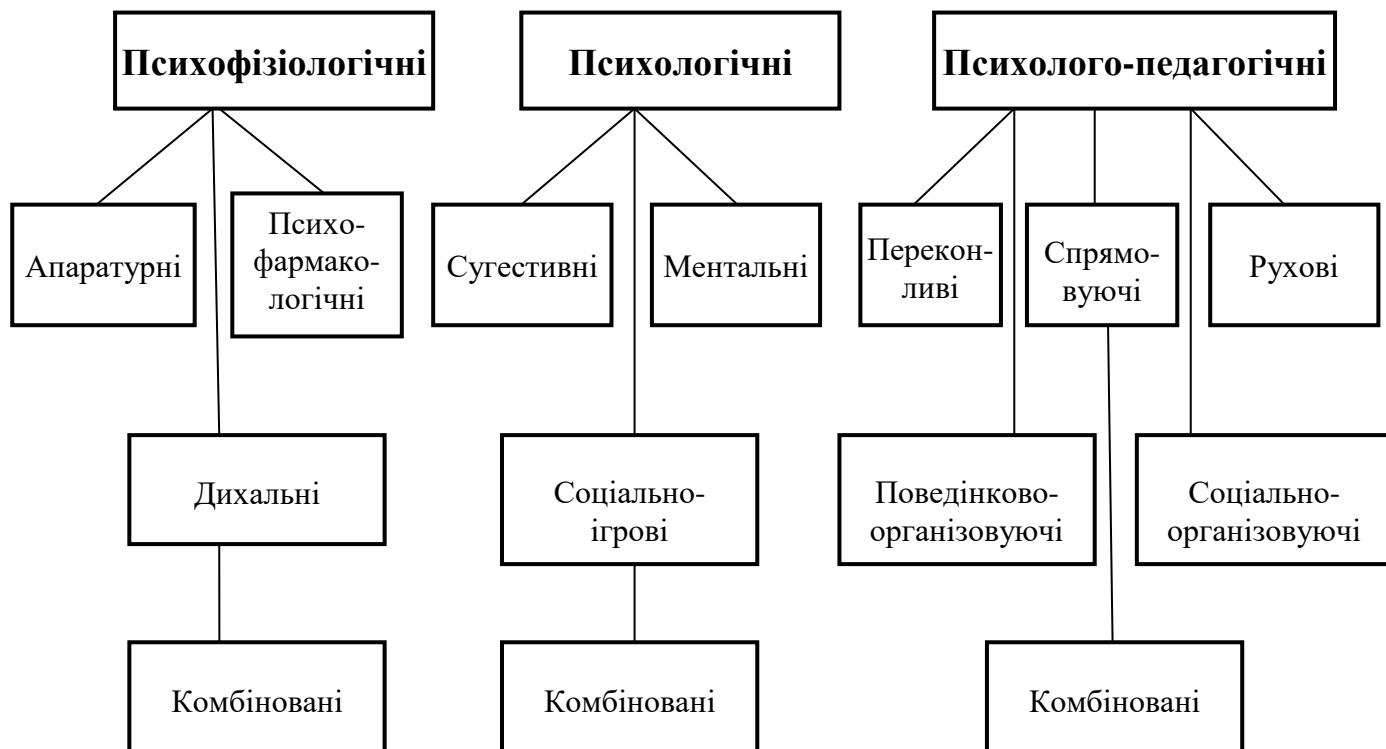 Психофізіологічні
Психологічні
Психолого-педагогічні
Апаратурні
Психо-
фармако-
логічні
Сугестивні
Ментальні
Перекон-
ливі
Спрямо-
вуючі
Рухові
Дихальні
Соціально-
ігрові
Поведінково-
організовуючі
Соціально-
організовуючі
Комбіновані
Комбіновані
Комбіновані